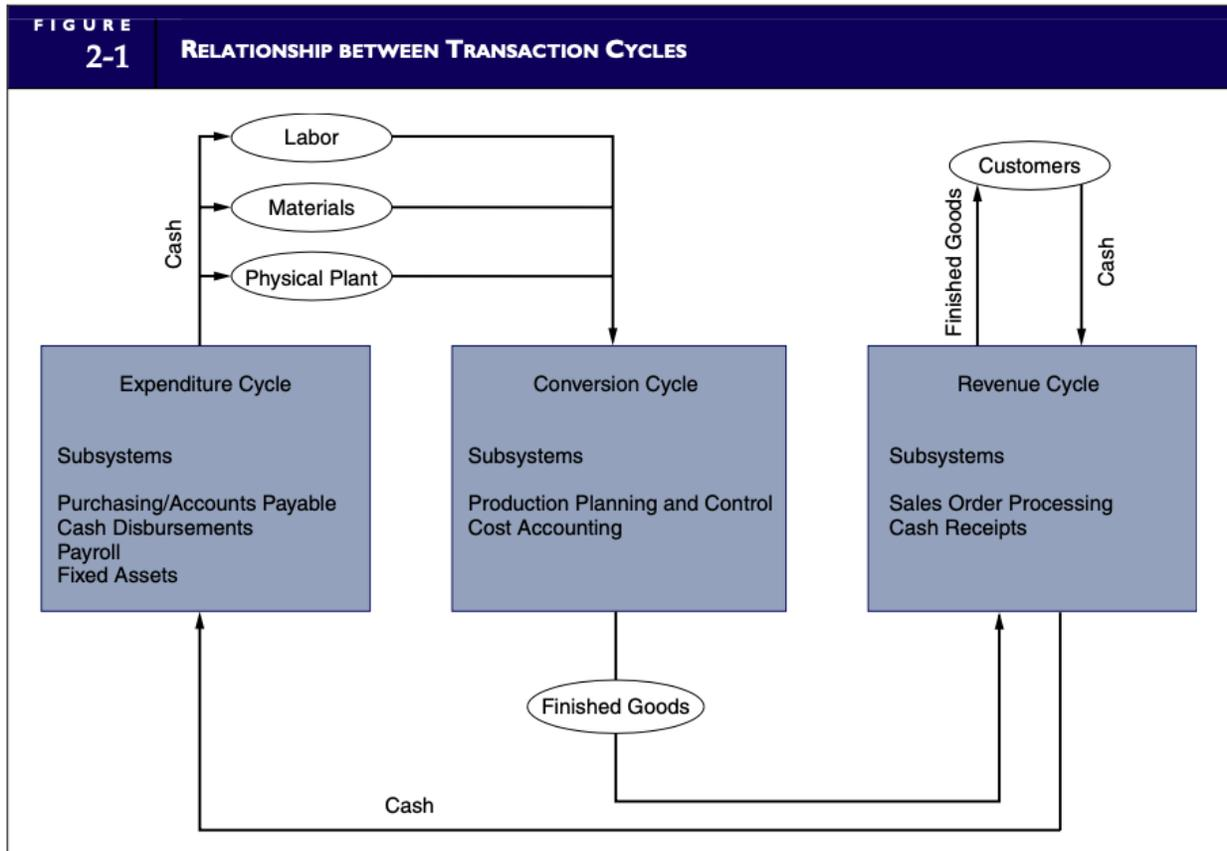 FIGURE
2-1
RELATIONSHIP BETWEEN TRANSACTION CYCLES
Labor
Materials
Physical Plant
Cash
Customers
Finished Goods
Cash
Expenditure Cycle
Subsystems
Purchasing/Accounts Payable
Cash Disbursements
Payroll
Fixed Assets
Conversion Cycle
Subsystems
Production Planning and Control
Cost Accounting
Revenue Cycle
Subsystems
Sales Order Processing
Cash Receipts
Finished Goods
Cash